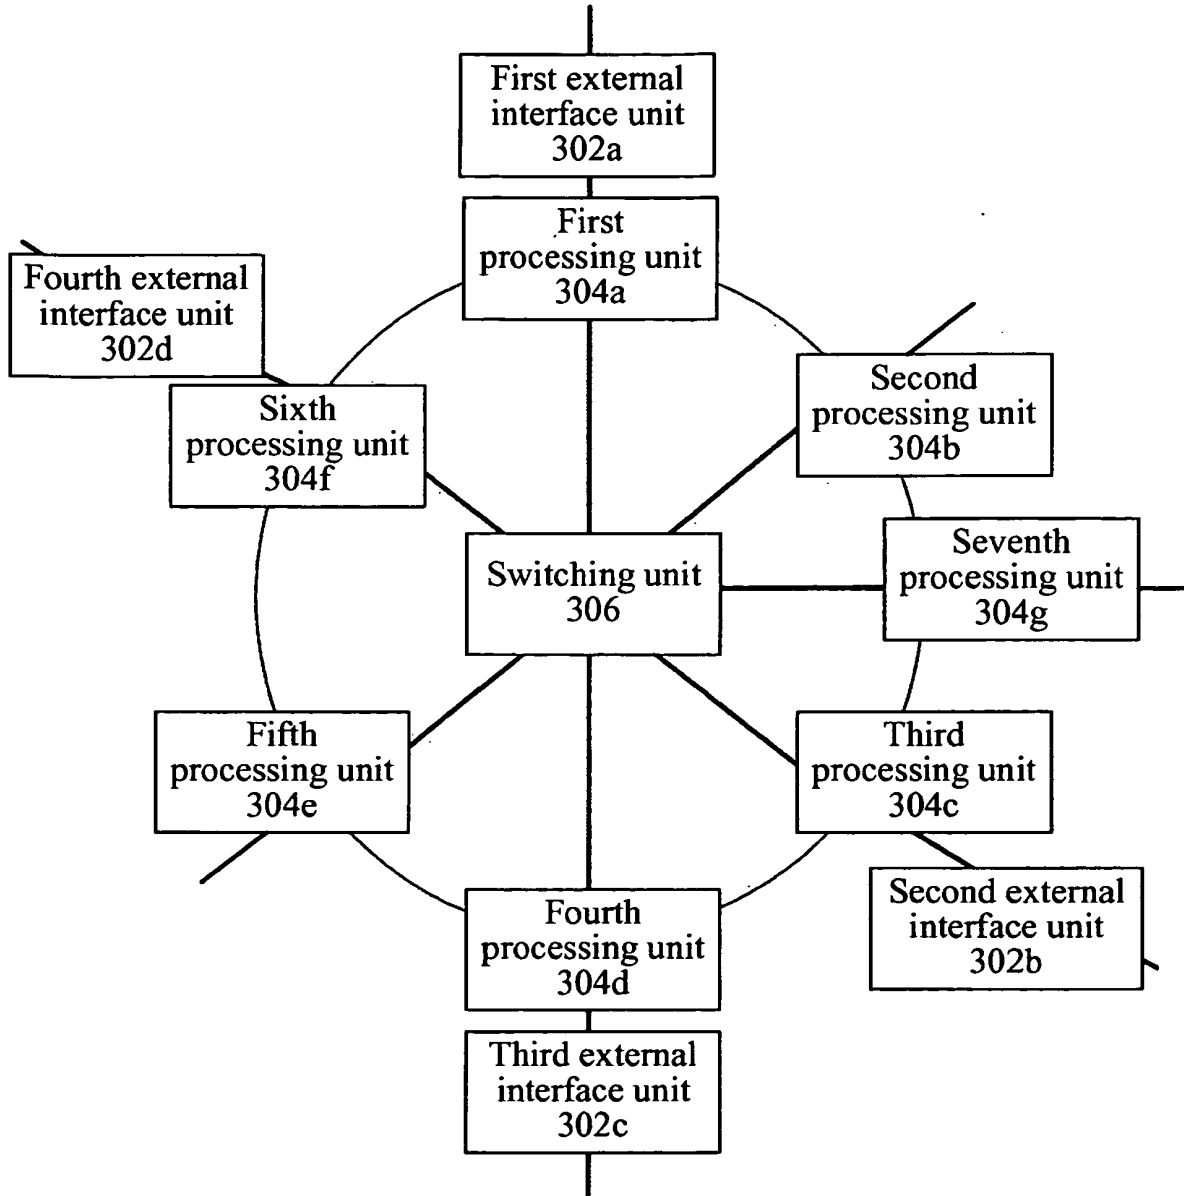 First external
interface unit
302a
First
processing unit
304a
Fourth external
interface unit
302d
Second
processing unit
304b
Sixth
processing unit
304f
Seventh
processing unit
304g
Switching unit
306
Fifth
processing unit
304e
Third
processing unit
304c
Second external
interface unit
302b
Fourth
processing unit
304d
Third external
interface unit
302c